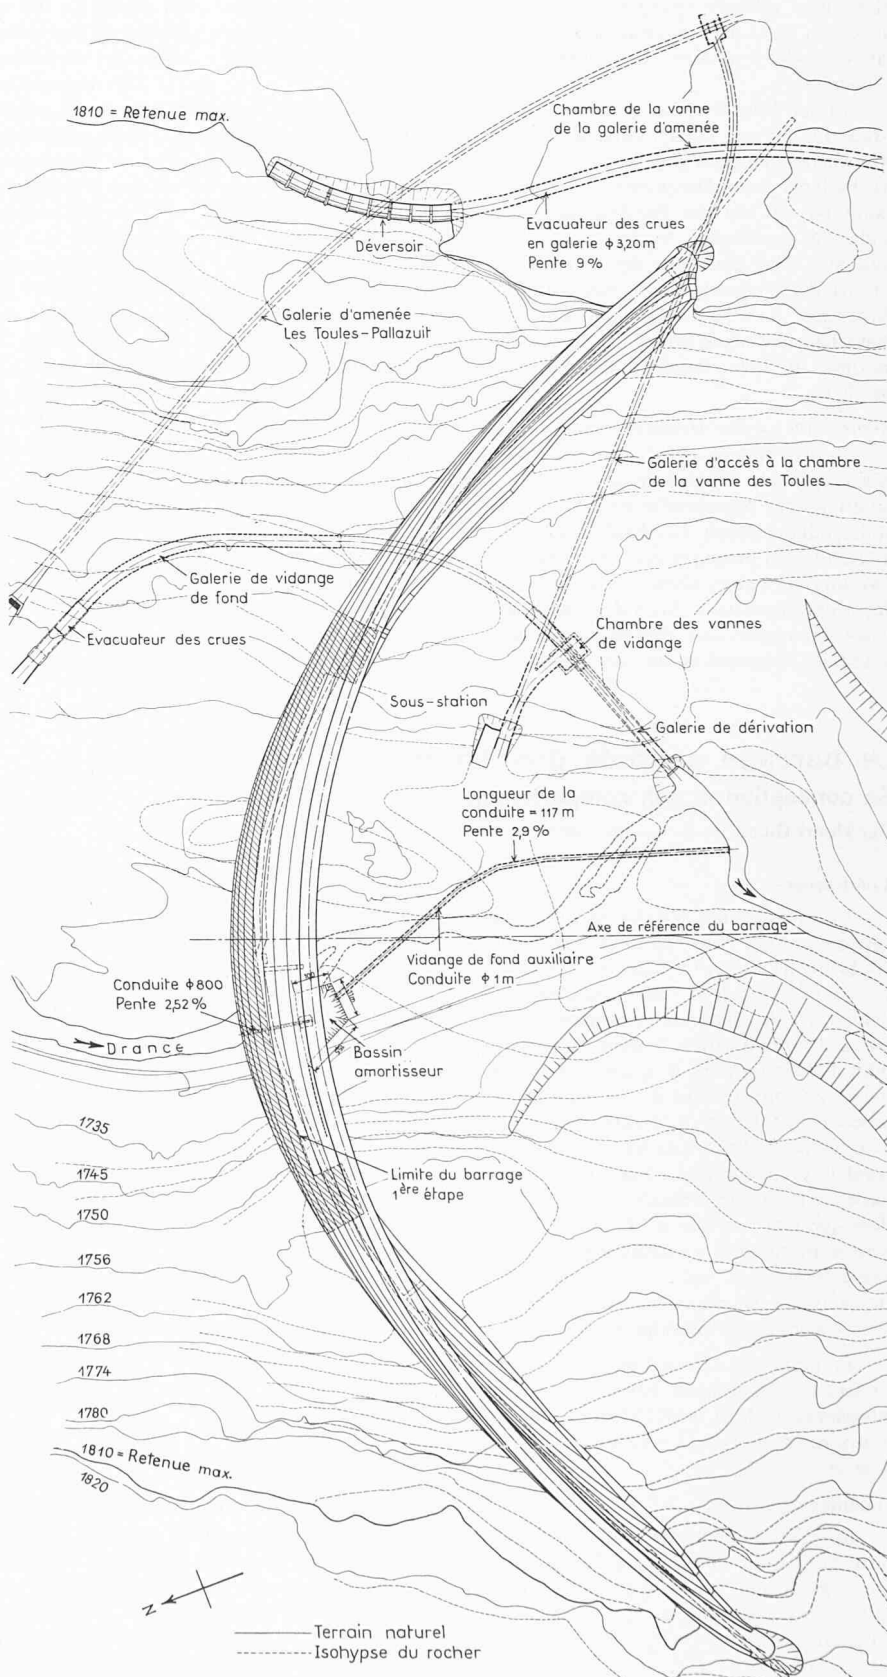 1810 = Retenue max.
Chambre de la vanne
de la galerie d'amenée
Déversoir
Evacuateur des crues
en galerie ϕ 3,20m
Pente 9%
Galerie d'amenée
Les Toules-Pallazuit
Galerie d'accès à la chambre
de la vanne des Toules
Galerie de vidange
de fond
Evacuateur des crues
Chambre des vannes
de vidange
Sous-station
Galerie de dérivation
Longueur de la
conduite = 117 m
Pente 2,9%
Axe de référence du barrage
Vidange de fond auxiliaire
Conduite ϕ 1m
Conduite ϕ 800
Pente 2,52%
Drance
Bassin
amortisseur
1735
1745
1750
1756
1762
1768
1774
1780
Limite du barrage
1ère étape
1810 = Retenue max.
1820
N
Terrain naturel
Isohypse du rocher